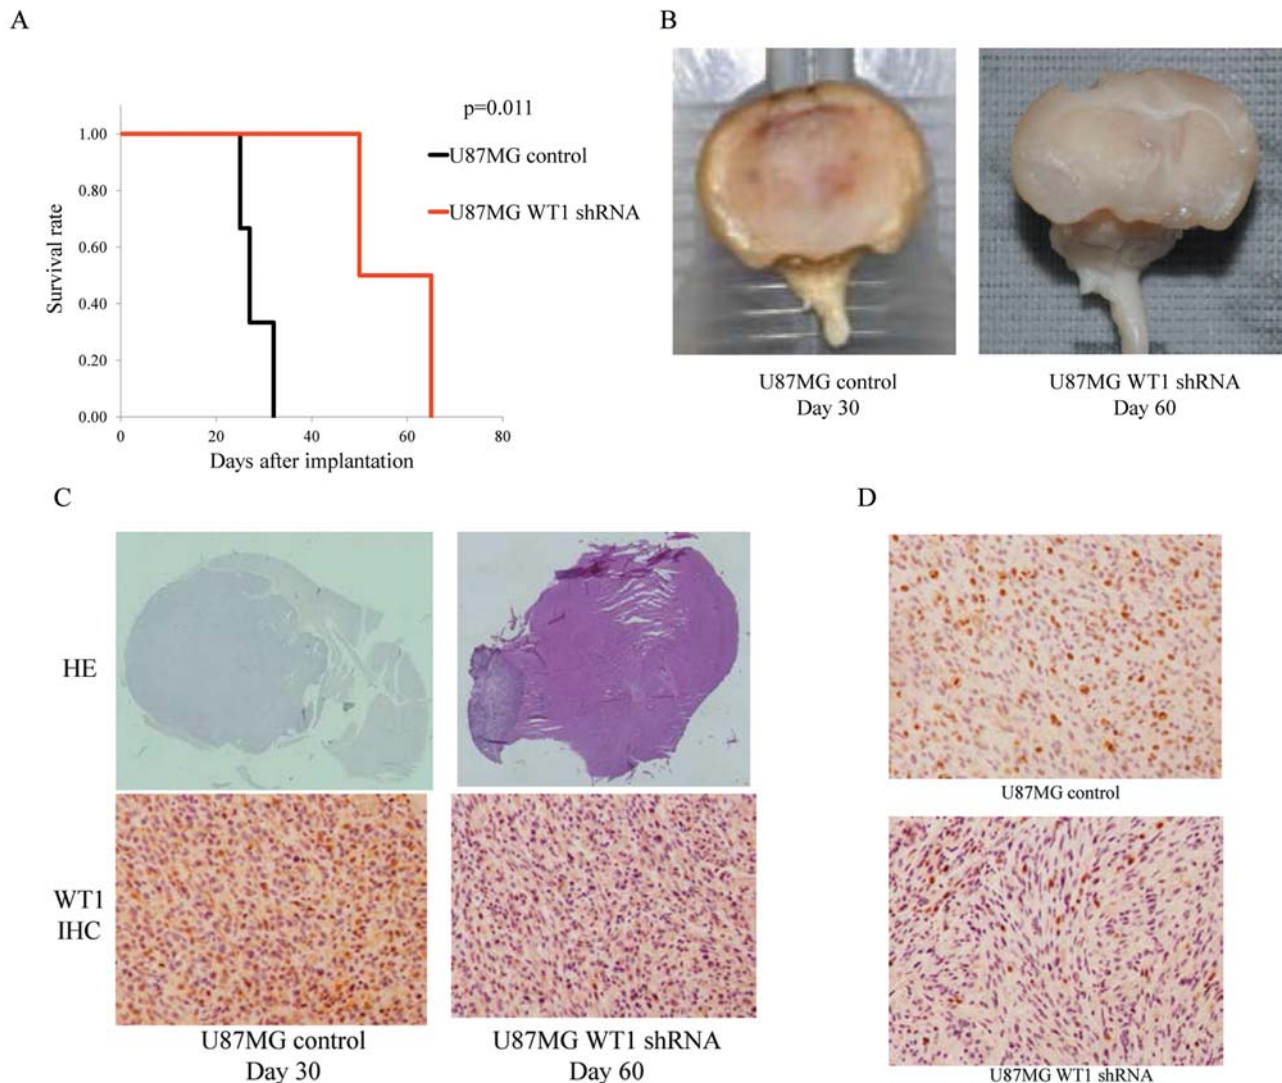 A
p=0.011
U87MG control
U87MG WT1 shRNA
1.00
0.80
0.60
0.40
0.20
0.00
Survival rate
0
20
40
60
80
Days after implantation
B
U87MG control
Day 30
U87MG WT1 shRNA
Day 60
C
HE
WT1
IHC
U87MG control
Day 30
U87MG WT1 shRNA
Day 60
D
U87MG control
U87MG WT1 shRNA